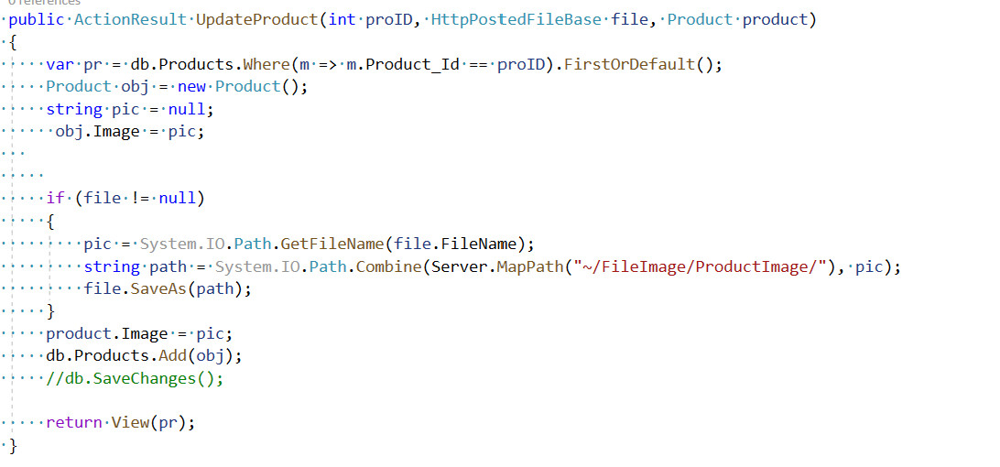 0 references
public ActionResult UpdateProduct(int proID, HttpPostedFileBase file, Product product)
{
var pr = db.Products.Where(m => m.Product_Id == proID).FirstOrDefault();
Product obj = new Product();
string pic = null;
obj.Image = pic;
if (file != null)
{
pic = System.IO.Path.GetFileName(file.FileName);
string path = System.IO.Path.Combine(Server.MapPath("~/FileImage/ProductImage/"), pic);
file.SaveAs(path);
}
product.Image = pic;
db.Products.Add(obj);
//db.SaveChanges();
return View(pr);
}